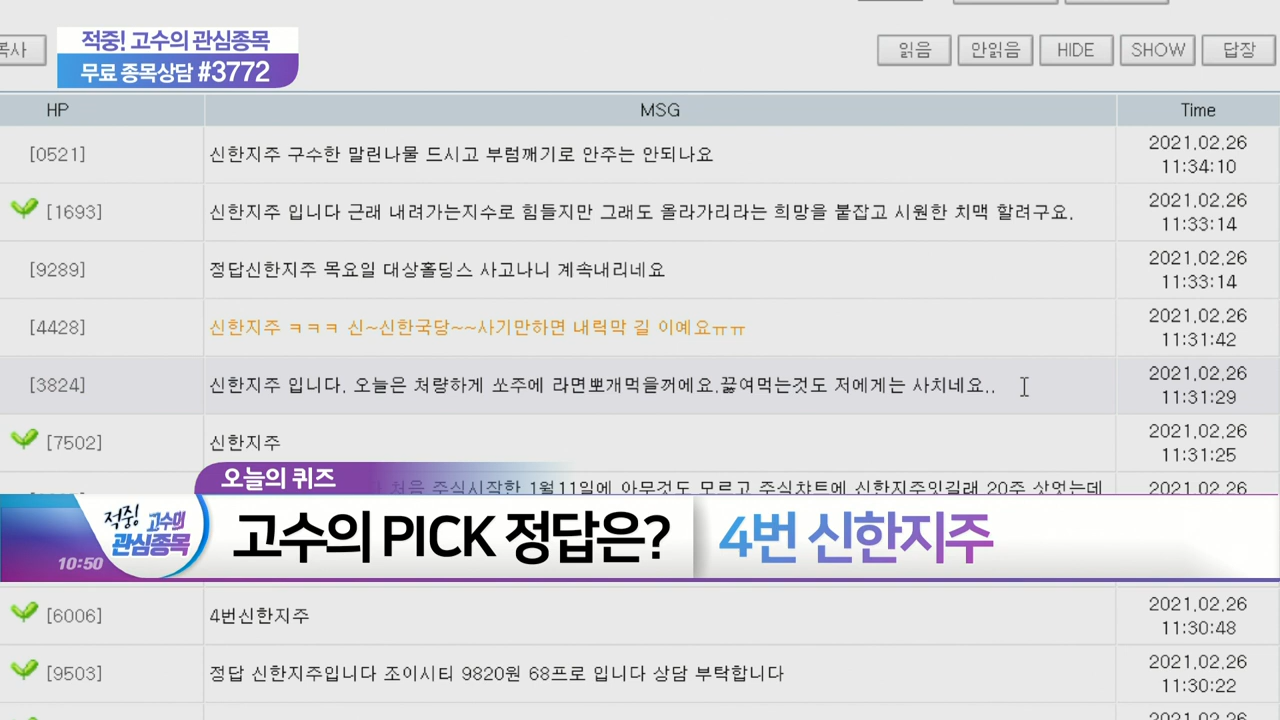 복사
적중! 고수의 관심종목
무료 종목상담 #3772
읽음 안읽음 HIDE SHOW 답장
HP MSG Time
[0521] 신한지주 구수한 말린나물 드시고 부럼깨기로 안주는 안되나요 2021.02.26 11:34:10
[1693] 신한지주 입니다 근래 내려가는지수로 힘들지만 그래도 올라가리라는 희망을 붙잡고 시원한 치맥 할려구요. 2021.02.26 11:33:14
[9289] 정답신한지주 목요일 대상홀딩스 사고나니 계속내리네요 2021.02.26 11:33:14
[4428] 신한지주 ㅋㅋㅋ 신~신한국당~~사기만하면 내릭막 길 이예요ㅠㅠ 2021.02.26 11:31:42
[3824] 신한지주 입니다. 오늘은 처량하게 쏘주에 라면뽀개먹을꺼에요.끓여먹는것도 저에게는 사치네요.. 2021.02.26 11:31:29
[7502] 신한지주 2021.02.26 11:31:25
처음 주식시작한 1월11일에 아무것도 모르고 주식챠트에 신한지주잇길래 20주 삿엇는데 2021.02.26
오늘의 퀴즈
적중! 고수의 관심종목
10:50
고수의 PICK 정답은? 4번 신한지주
[6006] 4번신한지주 2021.02.26 11:30:48
[9503] 정답 신한지주입니다 조이시티 9820원 68프로 입니다 상담 부탁합니다 2021.02.26 11:30:22
2021.02.26